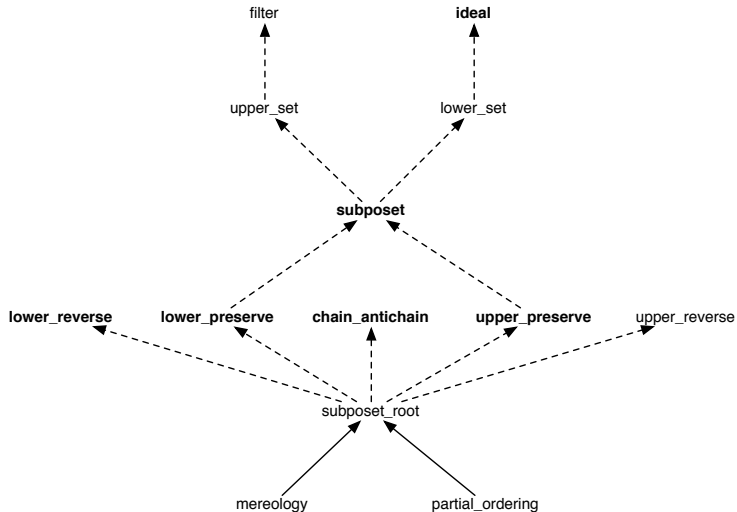 filter
ideal
upper_set
lower_set
subposet
lower_reverse
lower_preserve
chain_antichain
upper_preserve
upper_reverse
subposet_root
mereology
partial_ordering